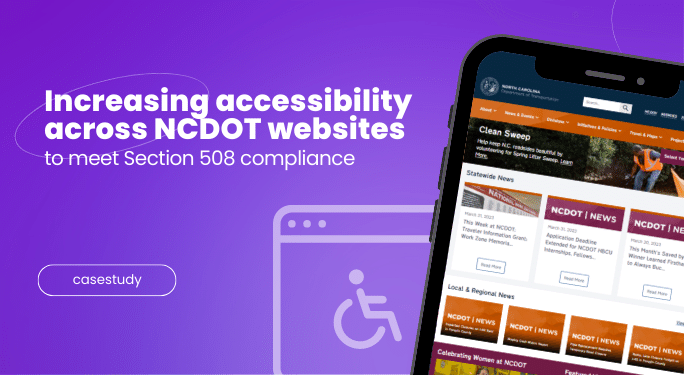 Increasing accessibility
across NCDOT websites
to meet Section 508 compliance
casestudy
NORTH CAROLINA
Department of Transportation
Search
About
News & Events
Divisions
Initiatives & Policies
Travel & Maps
Projects
Clean Sweep
Help keep N.C. roadsides beautiful by
volunteering for Spring Litter Sweep. Learn
More.
Statewide News
NCDOT | NEWS
NCDOT | NEWS
March 31, 2023
This Week at NCDOT:
Traveler Information Grant,
Work Zone Memoria...
Read More
March 31, 2023
Application Deadline
Extended for NCDOT HBCU
Internships, Fellows...
Read More
March 30, 2023
This Month's Saved by
Winner Learned Firstha
to Always Buc...
Read More
Local & Regional News
NCDOT | NEWS
NCDOT | NEWS
NCDOT | NEWS
NCDOT | NEWS
Celebrating Women at NCDOT
Featured